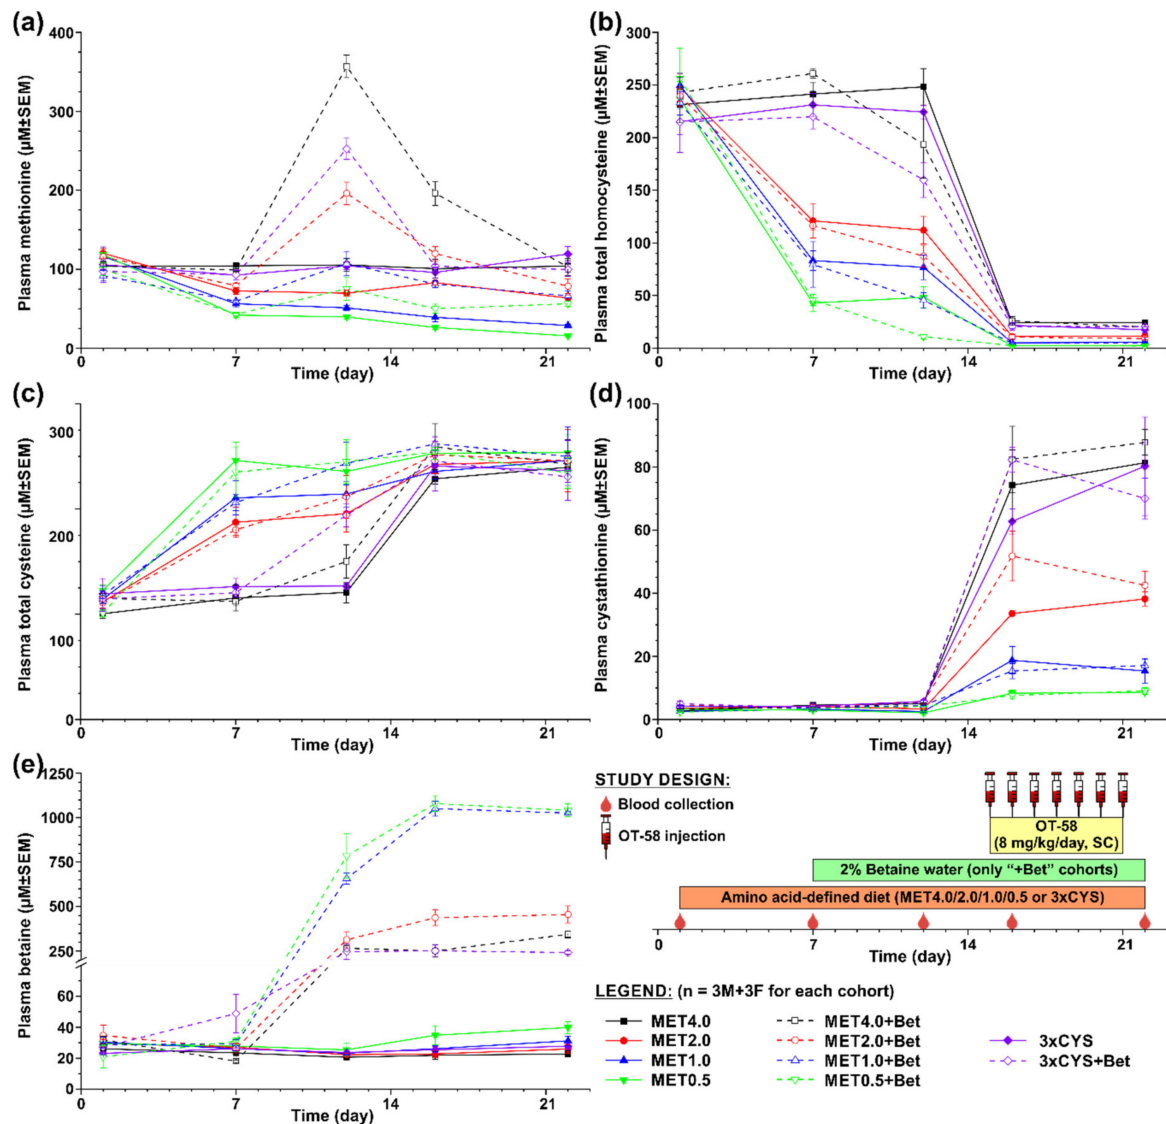 (a)
Plasma methionine (µM±SEM)
400
300
200
100
0
0 7 14 21
Time (day)
(b)
Plasma total homocysteine (µM±SEM)
300
250
200
150
100
50
0
0 7 14 21
Time (day)
(c)
Plasma total cysteine (µM±SEM)
300
200
100
0
0 7 14 21
Time (day)
(d)
Plasma cystathionine (µM±SEM)
100
80
60
40
20
0
0 7 14 21
Time (day)
(e)
Plasma betaine (µM±SEM)
1250
1000
750
500
250
60
40
20
0
0 7 14 21
Time (day)
STUDY DESIGN:
Blood collection
OT-58 injection
OT-58
(8 mg/kg/day, SC)
2% Betaine water (only “+Bet” cohorts)
Amino acid-defined diet (MET4.0/2.0/1.0/0.5 or 3xCYS)
0 7 14 21
Time (day)
LEGEND: (n = 3M+3F for each cohort)
MET4.0 MET4.0+Bet
MET2.0 MET2.0+Bet 3xCYS
MET1.0 MET1.0+Bet 3xCYS+Bet
MET0.5 MET0.5+Bet